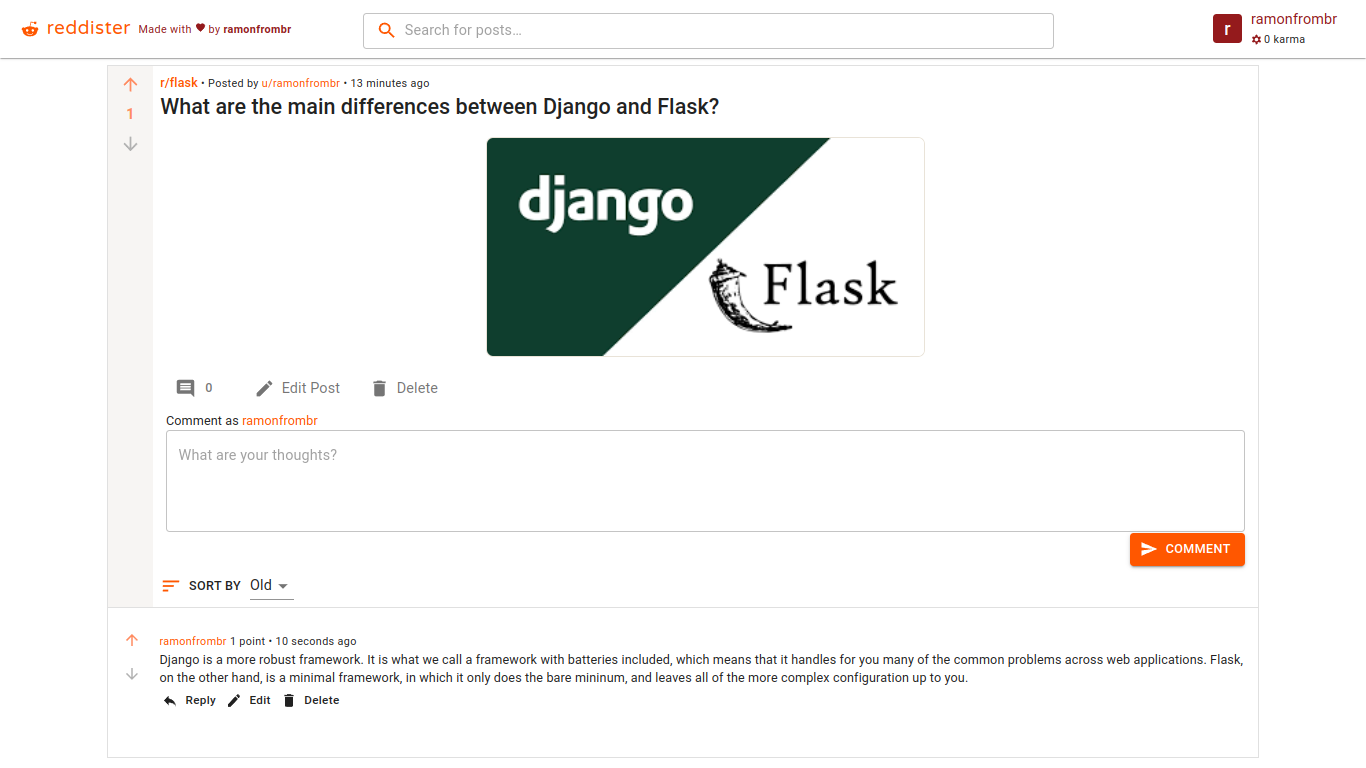 reddister Made with ♥ by ramonfrombr
Search for posts…
r ramonfrombr
0 karma
r/flask • Posted by u/ramonfrombr • 13 minutes ago
1
What are the main differences between Django and Flask?
django
Flask
0 Edit Post Delete
Comment as ramonfrombr
What are your thoughts?
COMMENT
SORT BY Old
ramonfrombr 1 point • 10 seconds ago
Django is a more robust framework. It is what we call a framework with batteries included, which means that it handles for you many of the common problems across web applications. Flask,
on the other hand, is a minimal framework, in which it only does the bare mininum, and leaves all of the more complex configuration up to you.
Reply Edit Delete